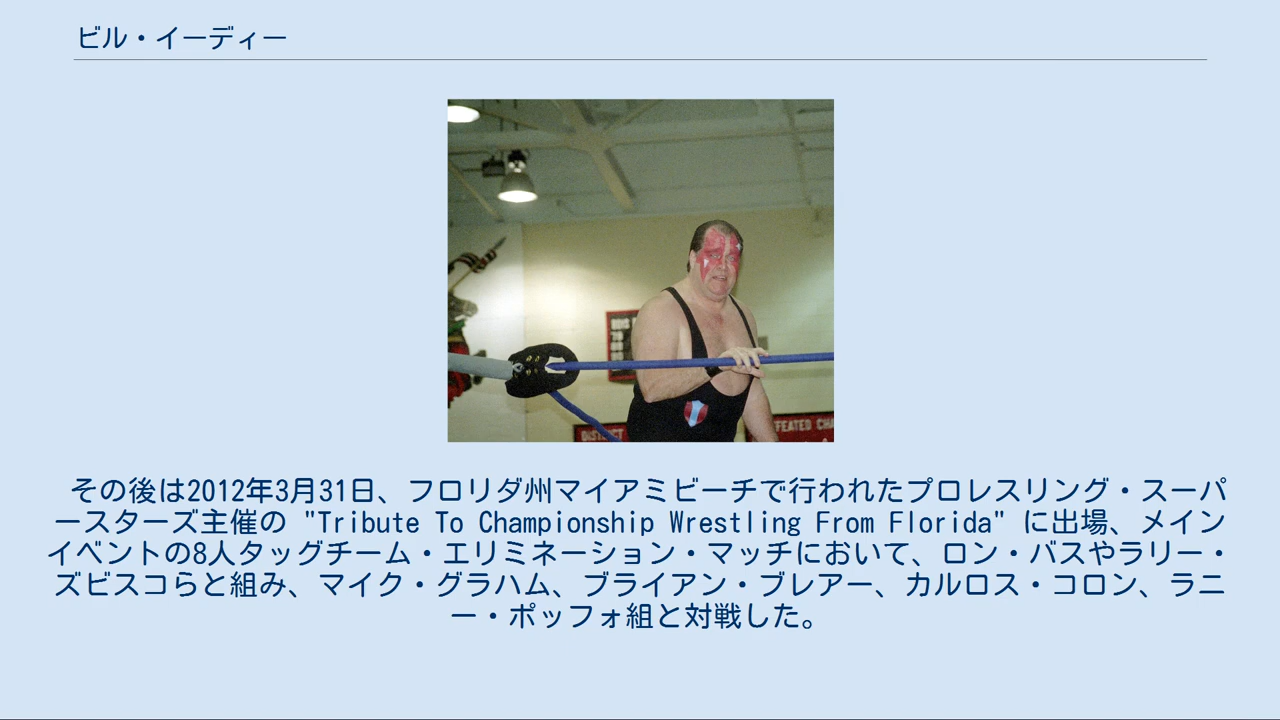 ビル・イーディー
DISTRICT
FEATED CHA
その後は2012年3月31日、フロリダ州マイアミビーチで行われたプロレスリング・スーパ
ースターズ主催の "Tribute To Championship Wrestling From Florida" に出場、メイン
イベントの8人タッグチーム・エリミネーション・マッチにおいて、ロン・バスやラリー・
ズビスコらと組み、マイク・グラハム、ブライアン・ブレアー、カルロス・コロン、ラニ
ー・ポッフォ組と対戦した。